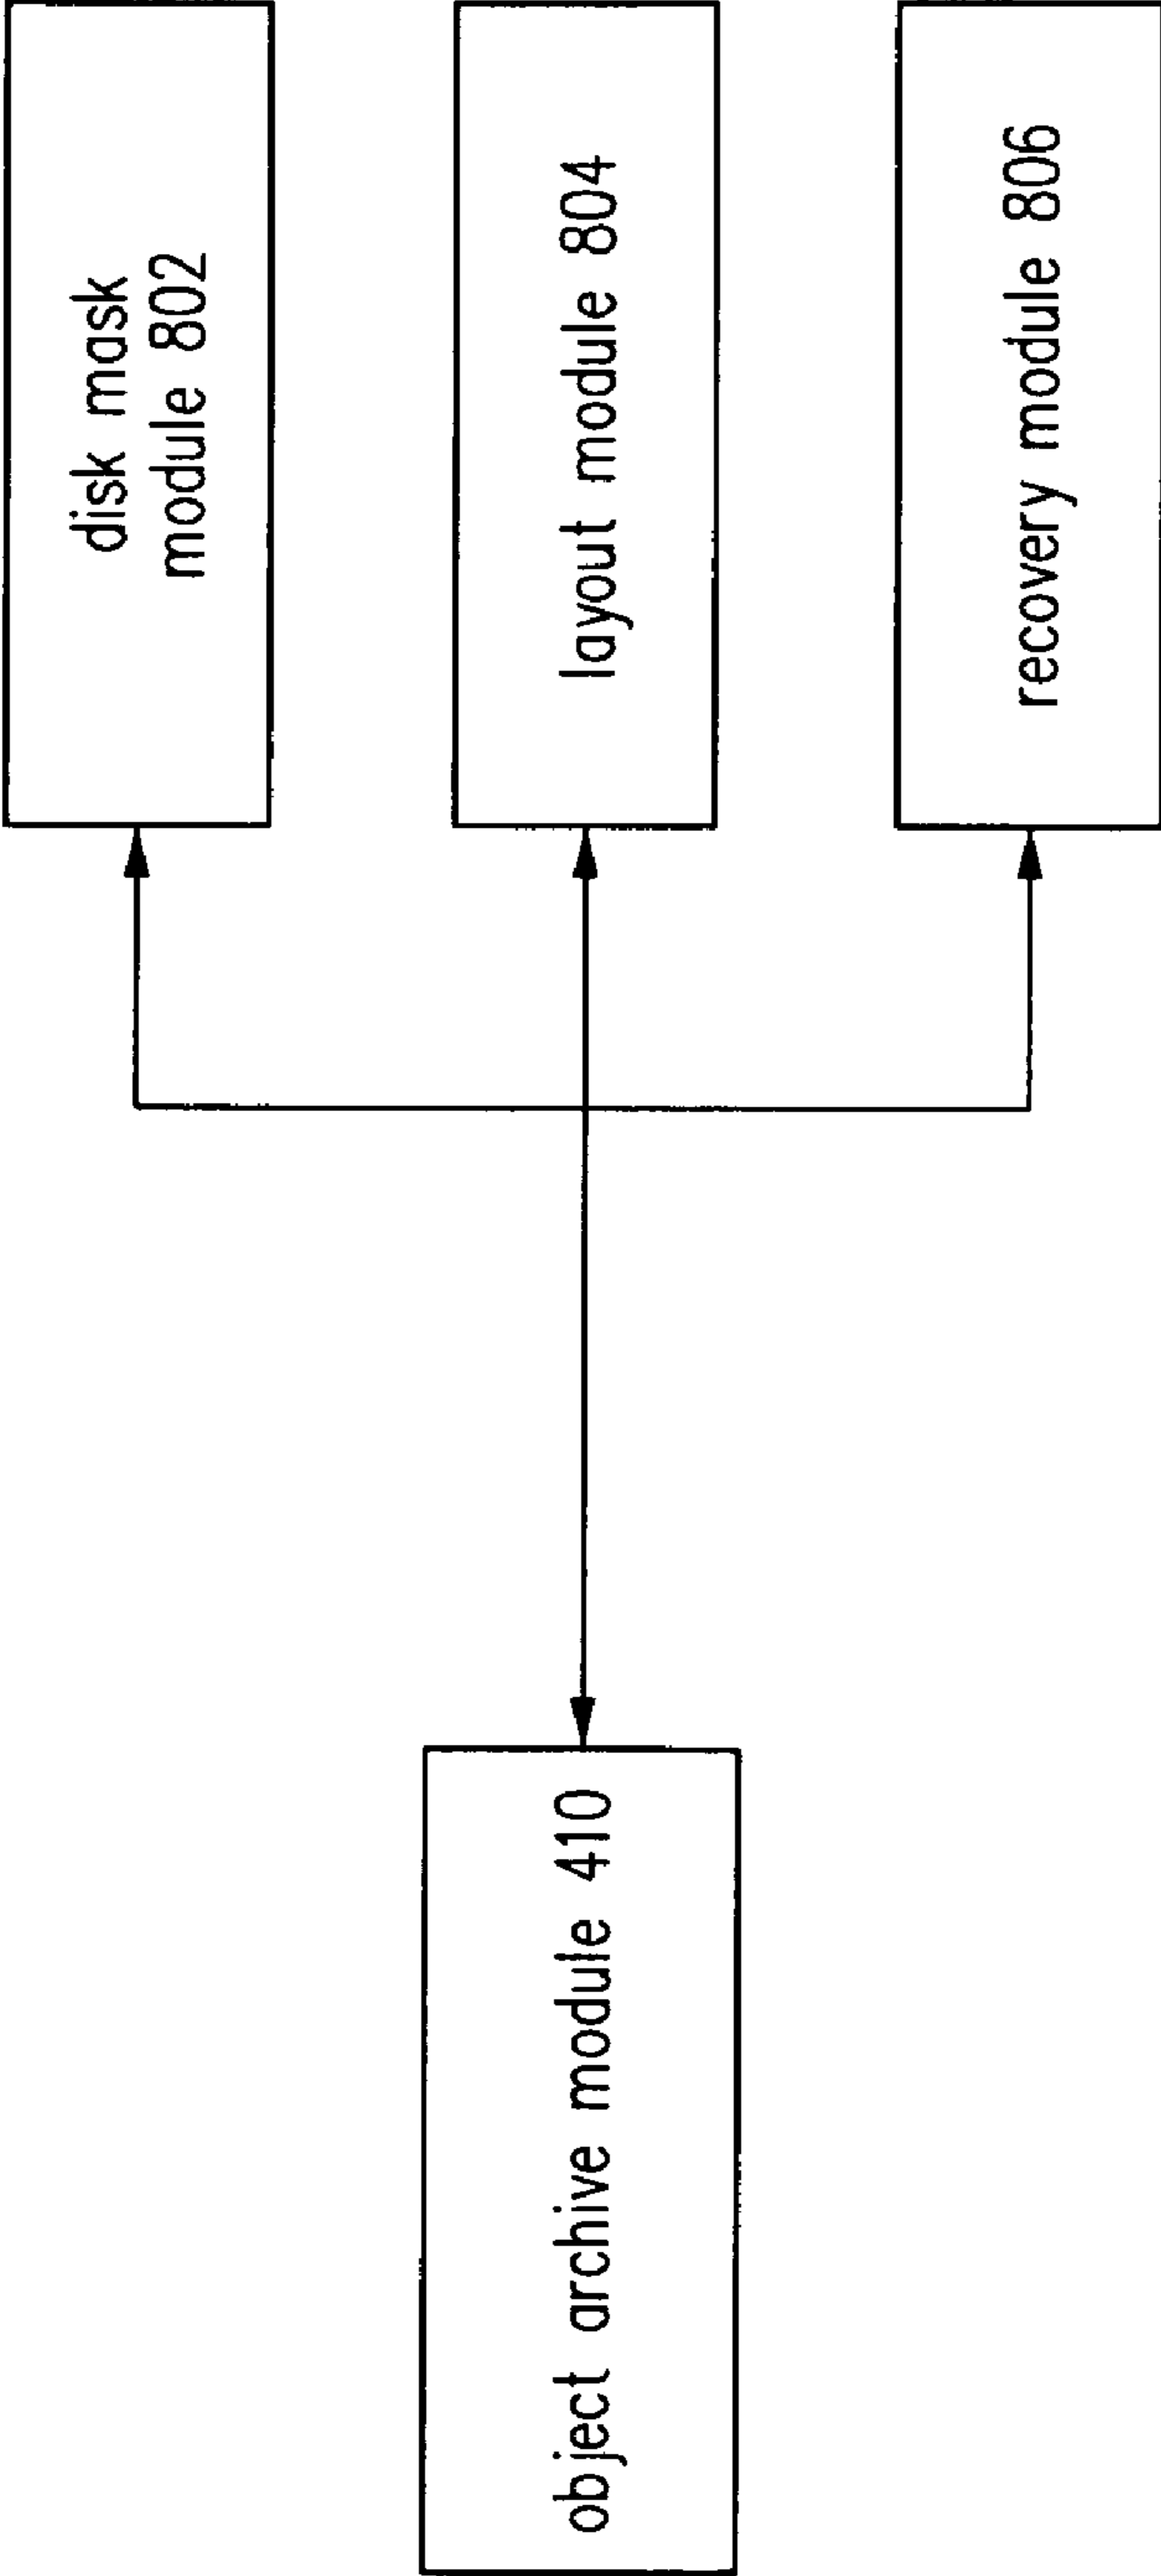 disk mask
module 802
layout module 804
recovery module 806
object archive module 410